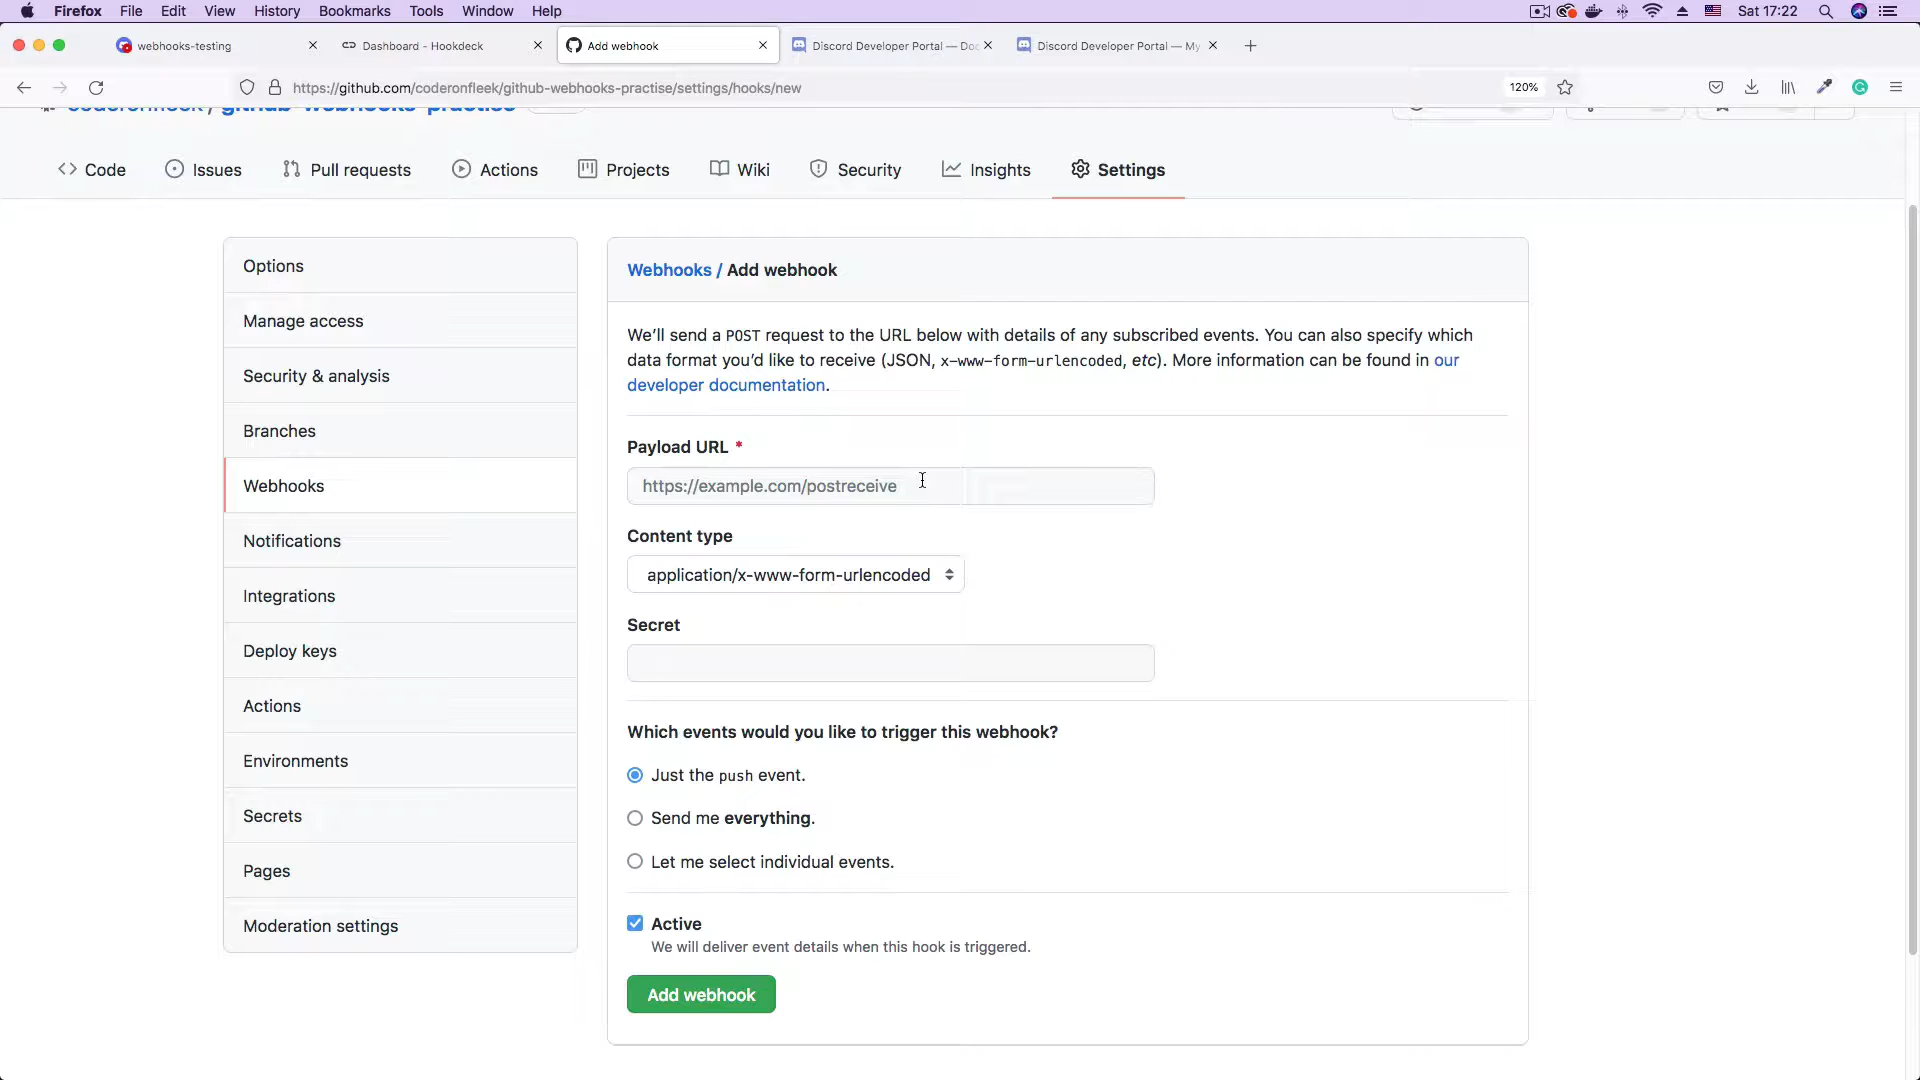 Firefox File Edit View History Bookmarks Tools Window Help Sat 17:22
webhooks-testing Dashboard - Hookdeck Add webhook Discord Developer Portal — Doc Discord Developer Portal — My
https://github.com/coderonfleek/github-webhooks-practise/settings/hooks/new 120%
coderonfleek / github-webhooks-practise
Code Issues Pull requests Actions Projects Wiki Security Insights Settings
Options
Manage access
Security & analysis
Branches
Webhooks
Notifications
Integrations
Deploy keys
Actions
Environments
Secrets
Pages
Moderation settings
Webhooks / Add webhook
We’ll send a POST request to the URL below with details of any subscribed events. You can also specify which
data format you’d like to receive (JSON, x-www-form-urlencoded, etc). More information can be found in our
developer documentation.
Payload URL *
https://example.com/postreceive
Content type
application/x-www-form-urlencoded
Secret
Which events would you like to trigger this webhook?
Just the push event.
Send me everything.
Let me select individual events.
Active
We will deliver event details when this hook is triggered.
Add webhook